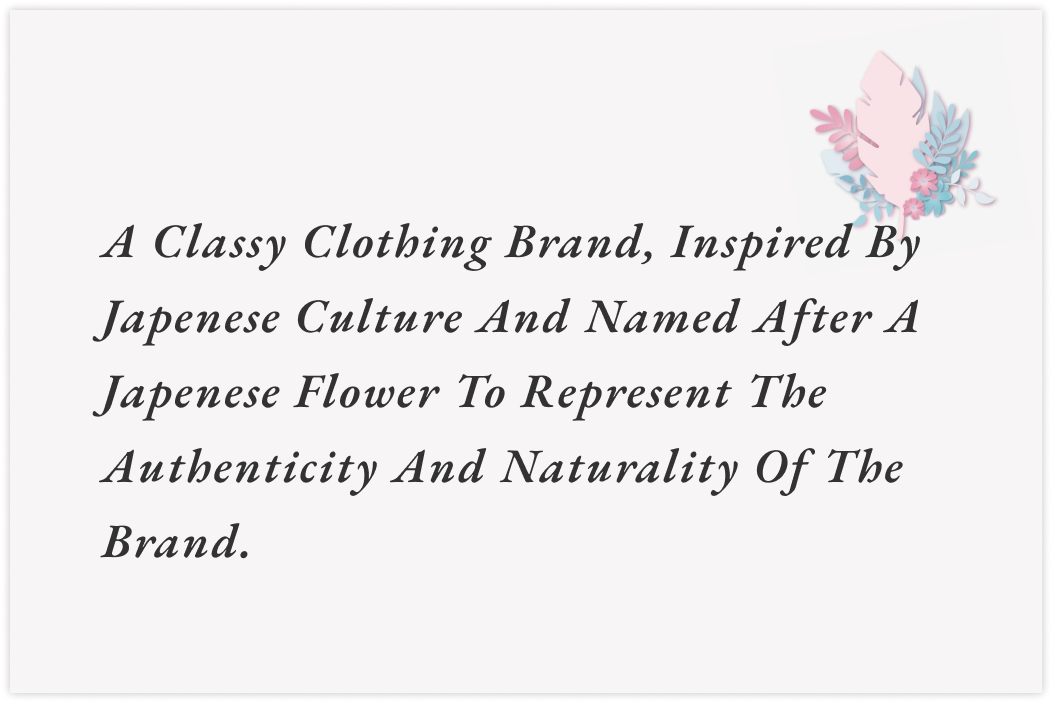 A Classy Clothing Brand, Inspired By
Japenese Culture And Named After A
Japenese Flower To Represent The
Authenticity And Naturality Of The
Brand.